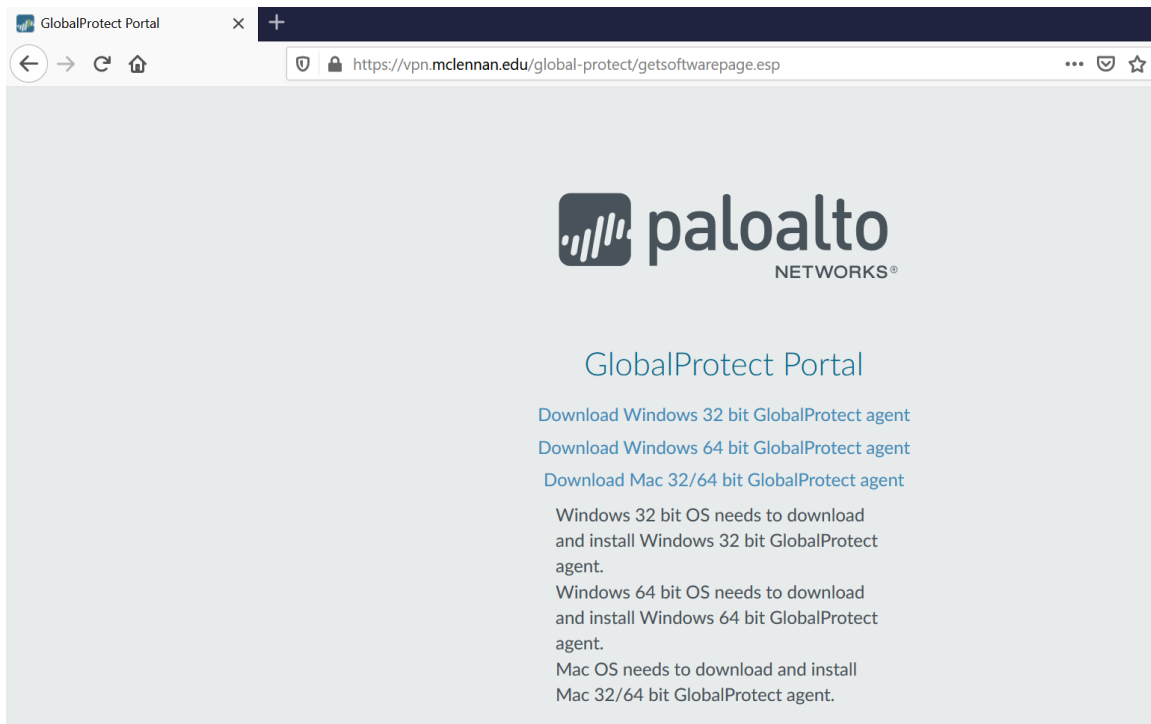 GlobalProtect Portal
https://vpn.mclennan.edu/global-protect/getsoftwarepage.esp
paloalto
NETWORKS®
GlobalProtect Portal
Download Windows 32 bit GlobalProtect agent
Download Windows 64 bit GlobalProtect agent
Download Mac 32/64 bit GlobalProtect agent
Windows 32 bit OS needs to download
and install Windows 32 bit GlobalProtect
agent.
Windows 64 bit OS needs to download
and install Windows 64 bit GlobalProtect
agent.
Mac OS needs to download and install
Mac 32/64 bit GlobalProtect agent.